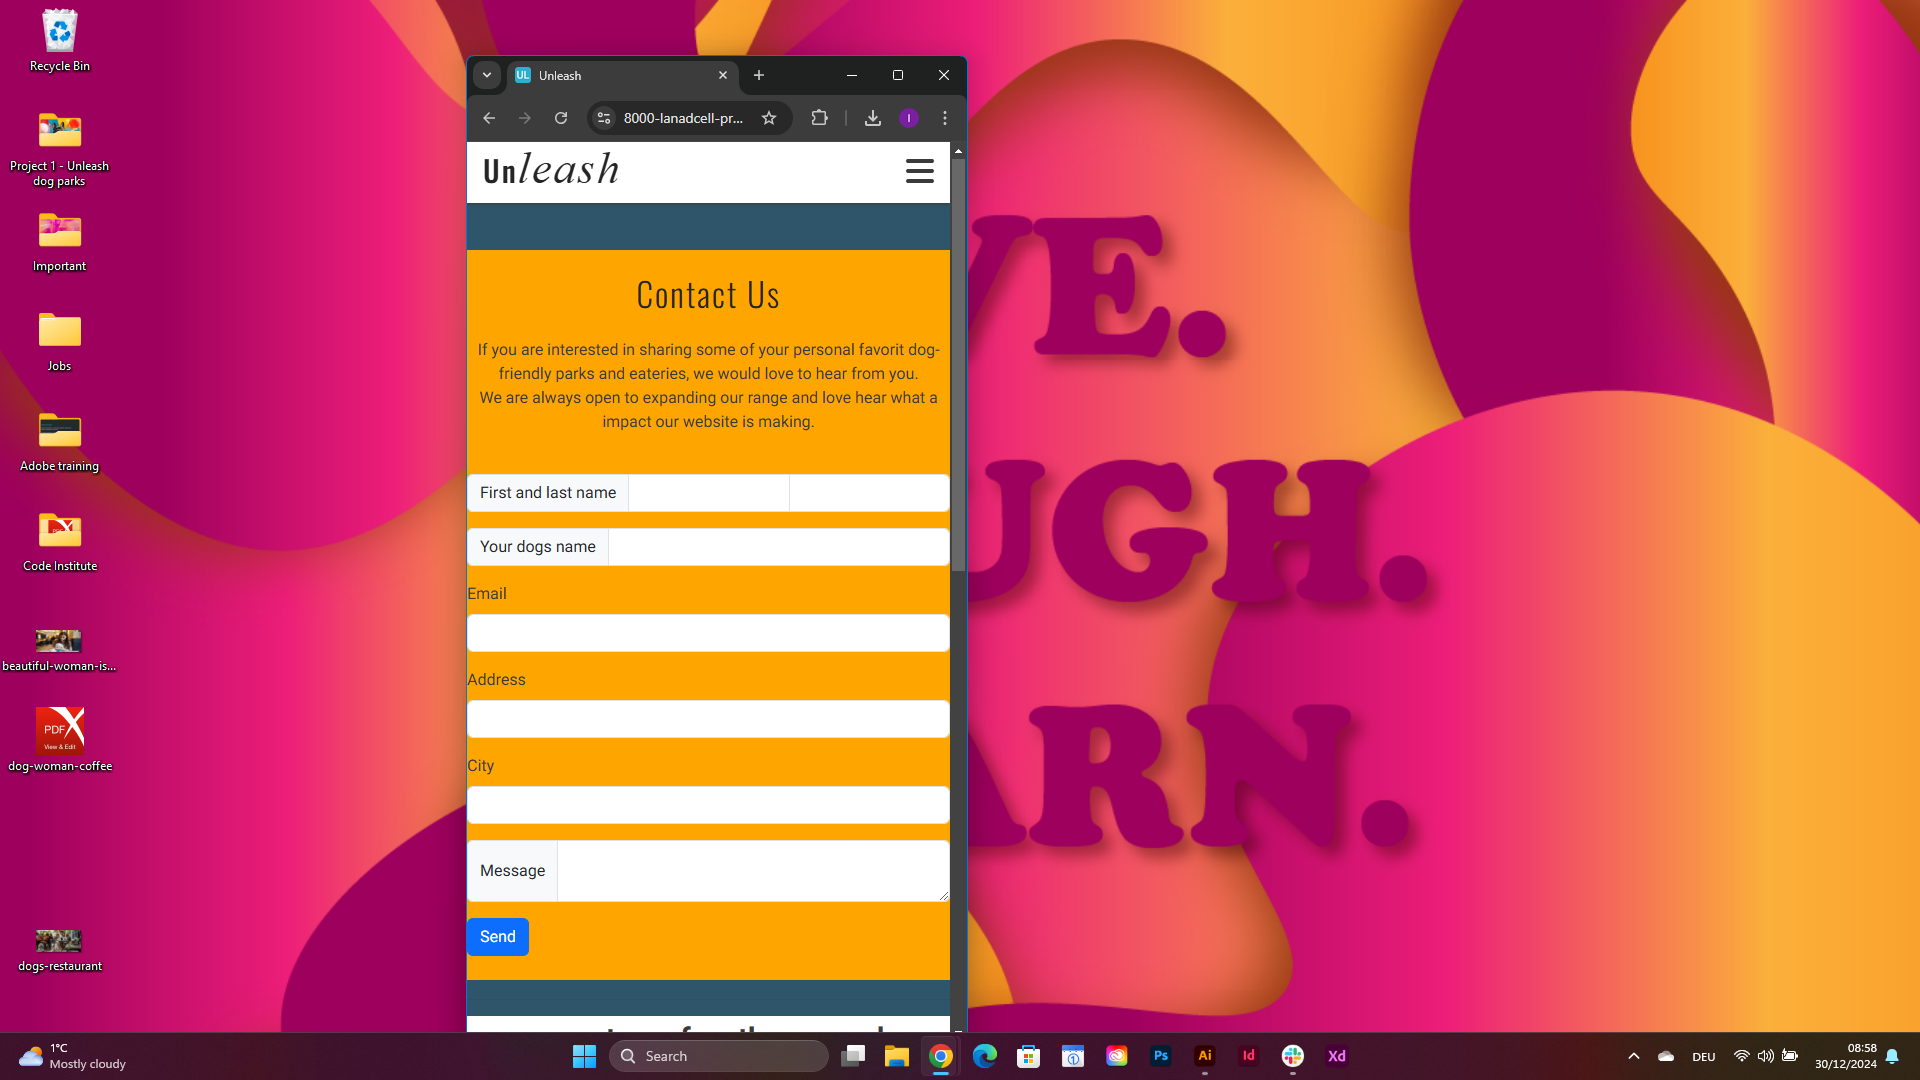 Recycle Bin
Project 1 - Unleash
dog parks
Important
Jobs
Adobe training
Code Institute
beautiful-woman-is...
PDF
View & Edit
dog-woman-coffee
dogs-restaurant
UL Unleash
8000-lanadcell-pr...
I
Unleash
Contact Us
If you are interested in sharing some of your personal favorit dog-
friendly parks and eateries, we would love to hear from you.
We are always open to expanding our range and love hear what a
impact our website is making.
First and last name
Your dogs name
Email
Address
City
Message
Send
VE.
UGH.
ARN.
1°C
Mostly cloudy
Search
Ps
Ai
Id
Xd
DEU
08:58
30/12/2024